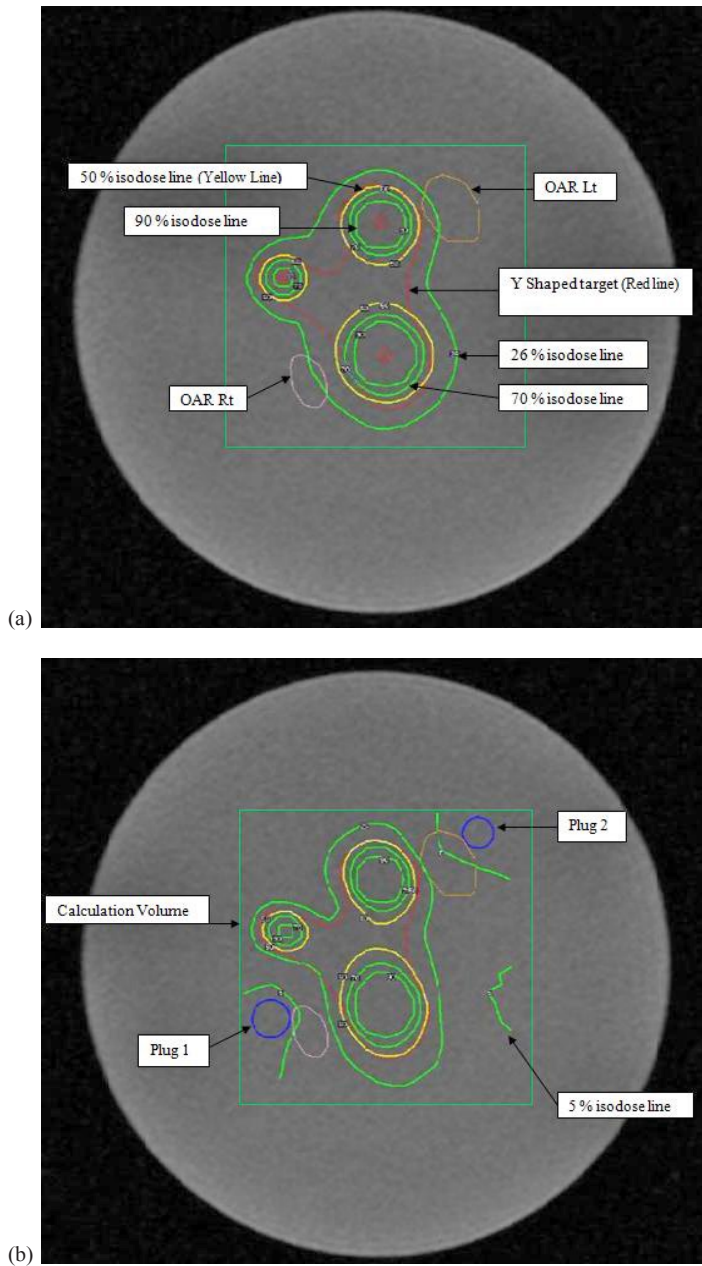 50 % isodose line (Yellow Line)
OAR Lt
90 % isodose line
Y Shaped target (Red line)
26 % isodose line
OAR Rt
70 % isodose line
(a)
Plug 2
Calculation Volume
Plug 1
5 % isodose line
(b)